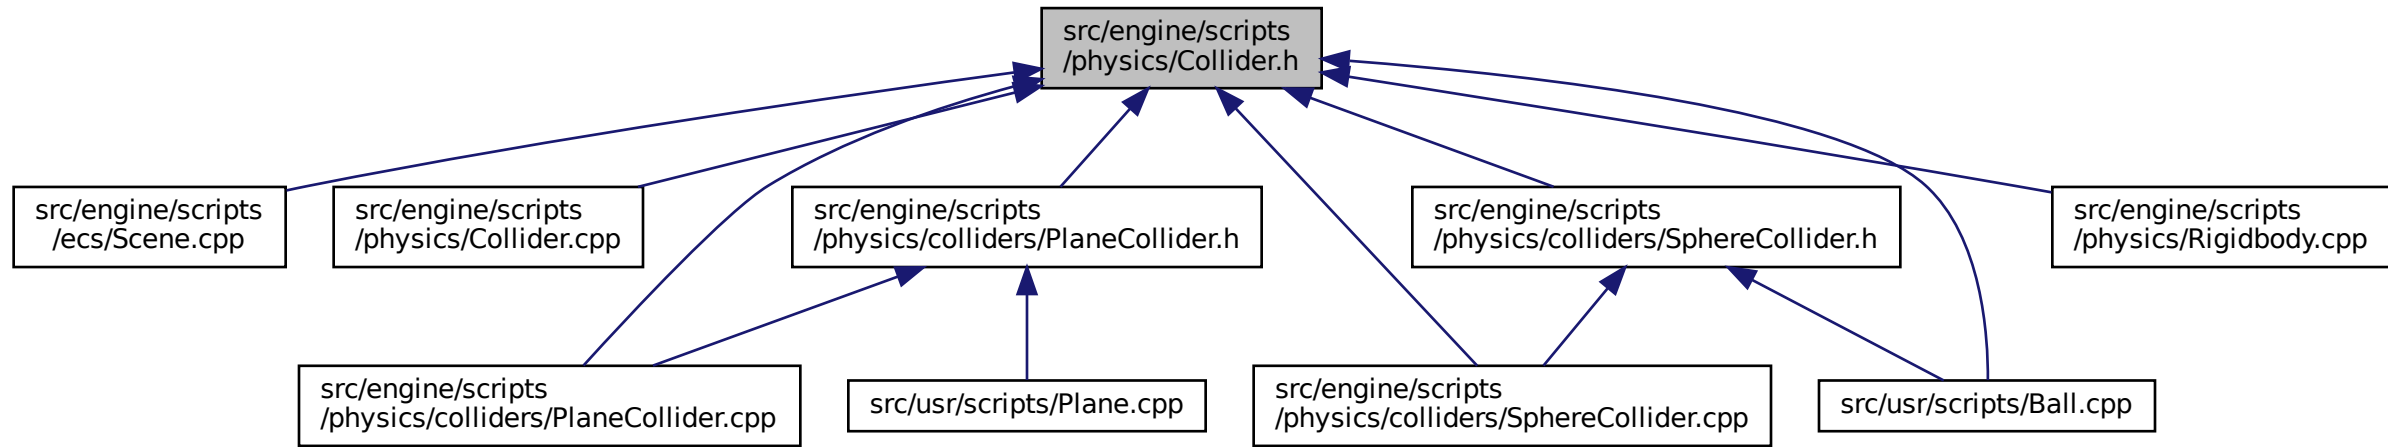 src/engine/scripts
/physics/Collider.h
src/engine/scripts
/ecs/Scene.cpp
src/engine/scripts
/physics/Collider.cpp
src/engine/scripts
/physics/colliders/PlaneCollider.h
src/engine/scripts
/physics/colliders/SphereCollider.h
src/engine/scripts
/physics/Rigidbody.cpp
src/engine/scripts
/physics/colliders/PlaneCollider.cpp
src/usr/scripts/Plane.cpp
src/engine/scripts
/physics/colliders/SphereCollider.cpp
src/usr/scripts/Ball.cpp